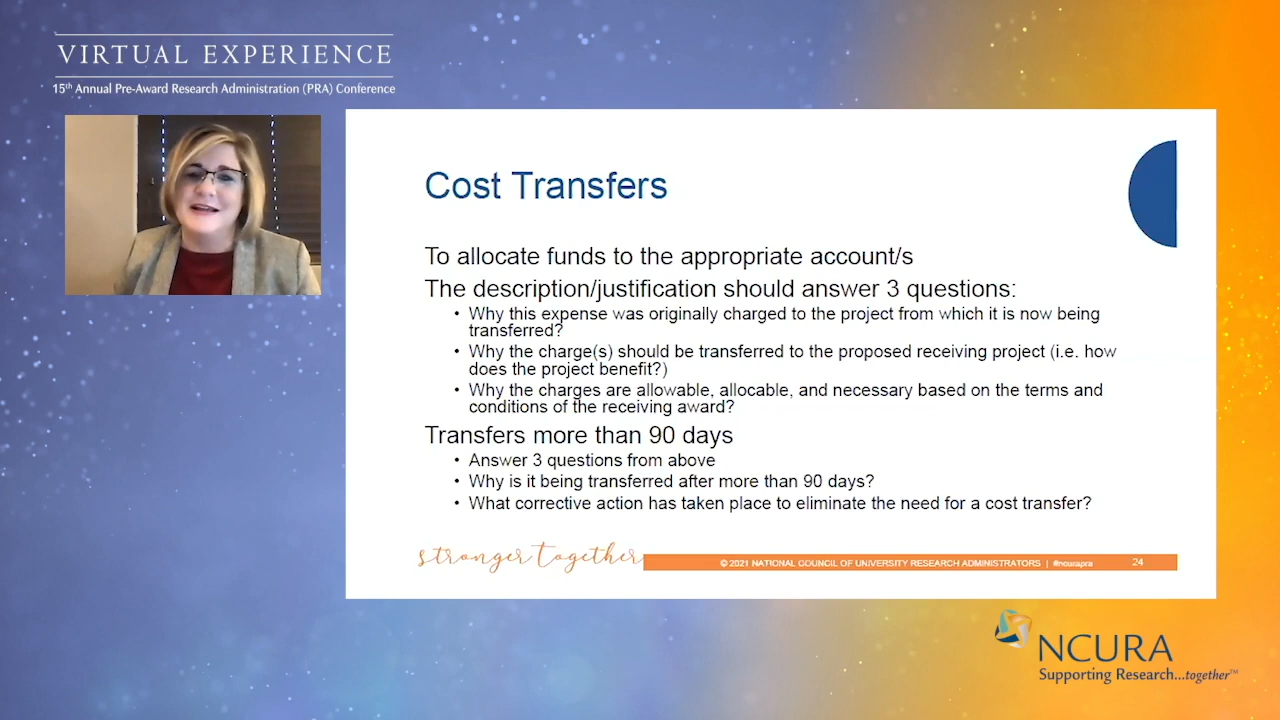 VIRTUAL EXPERIENCE
15th Annual Pre-Award Research Administration (PRA) Conference
Cost Transfers
To allocate funds to the appropriate account/s
The description/justification should answer 3 questions:
• Why this expense was originally charged to the project from which it is now being
transferred?
• Why the charge(s) should be transferred to the proposed receiving project (i.e. how
does the project benefit?)
• Why the charges are allowable, allocable, and necessary based on the terms and
conditions of the receiving award?
Transfers more than 90 days
• Answer 3 questions from above
• Why is it being transferred after more than 90 days?
• What corrective action has taken place to eliminate the need for a cost transfer?
stronger together
© 2021 NATIONAL COUNCIL OF UNIVERSITY RESEARCH ADMINISTRATORS | #ncurapra
24
NCURA
Supporting Research...together™